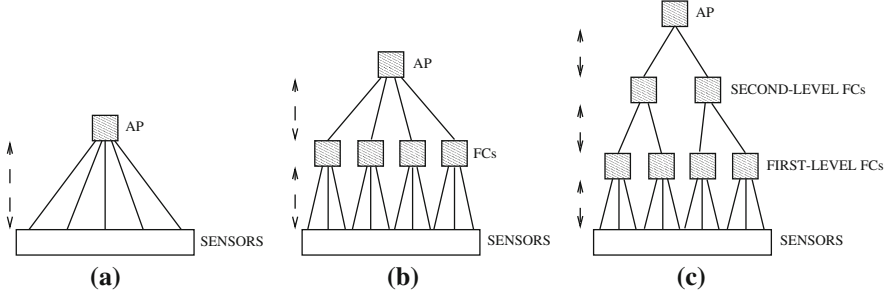 AP
SENSORS
(a)
AP
FCs
SENSORS
(b)
AP
SECOND-LEVEL FCs
FIRST-LEVEL FCs
SENSORS
(c)